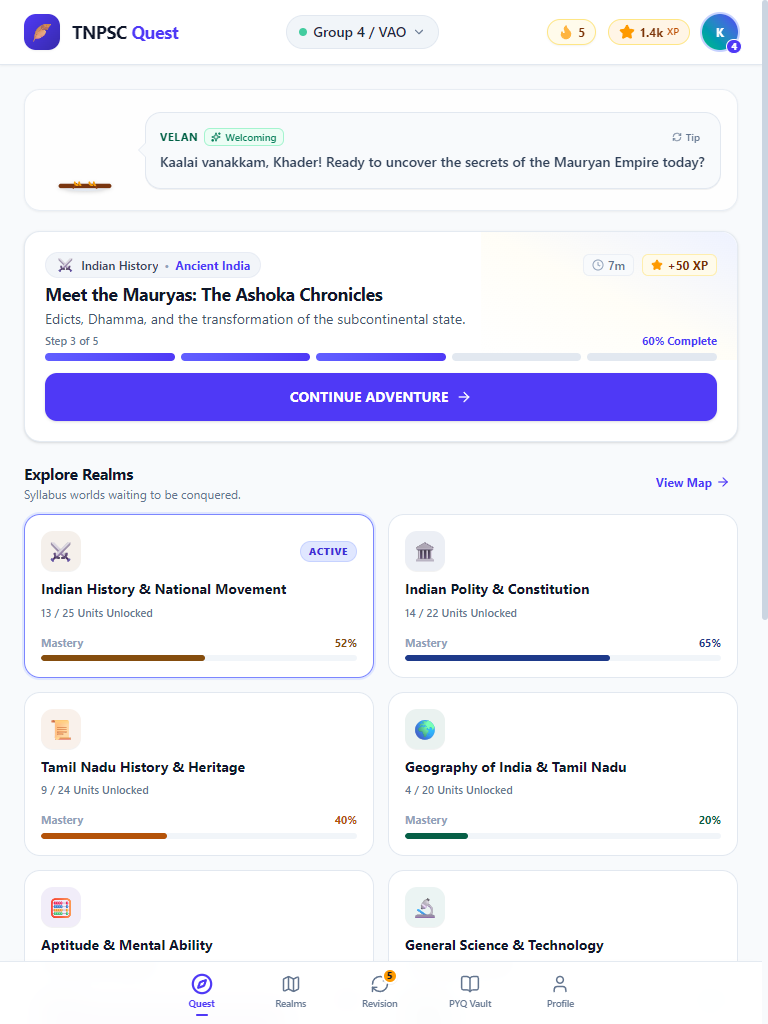 TNPSC Quest
Group 4 / VAO
5
1.4k XP
K
4
VELAN
Welcoming
Tip
Kaalai vanakkam, Khader! Ready to uncover the secrets of the Mauryan Empire today?
Indian History • Ancient India
7m
+50 XP
Meet the Mauryas: The Ashoka Chronicles
Edicts, Dhamma, and the transformation of the subcontinental state.
Step 3 of 5
60% Complete
CONTINUE ADVENTURE →
Explore Realms
Syllabus worlds waiting to be conquered.
View Map →
ACTIVE
Indian History & National Movement
13 / 25 Units Unlocked
Mastery 52%
Indian Polity & Constitution
14 / 22 Units Unlocked
Mastery 65%
Tamil Nadu History & Heritage
9 / 24 Units Unlocked
Mastery 40%
Geography of India & Tamil Nadu
4 / 20 Units Unlocked
Mastery 20%
Aptitude & Mental Ability
General Science & Technology
Quest
Realms
5
Revision
PYQ Vault
Profile